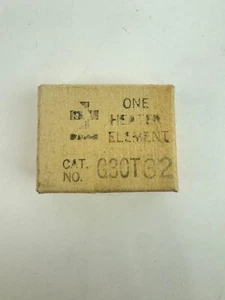 ONE
HEATER
ELEMENT
CAT.
NO. G30T32